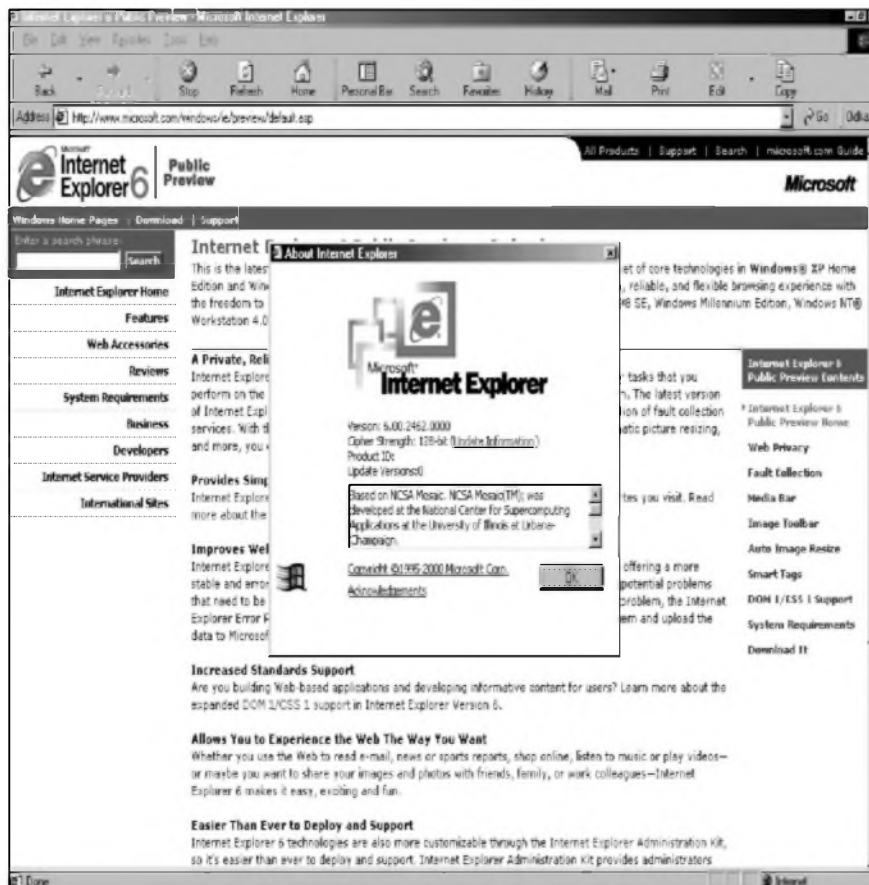 Internet Explorer 6 Public Preview - Microsoft Internet Explorer
File Edit View Favorites Tools Help
Back Stop Refresh Home Personal Bar Search Favorites History Mail Print Edit Copy
Address http://www.microsoft.com/windows/ie/preview/default.asp Go Odka
All Products | Support | Search | microsoft.com Guide
Microsoft
Internet Explorer 6
Public Preview
Microsoft
Windows Home Pages | Download | Support
Enter a search phrase:
Search
Internet Explorer Home
Features
Web Accessories
Reviews
System Requirements
Business
Developers
Internet Service Providers
International Sites
Internet
This is the latest
et of core technologies in Windows® XP Home
Edition and Win
, reliable, and flexible browsing experience with
the freedom to
98 SE, Windows Millennium Edition, Windows NT®
Workstation 4.0
A Private, Reli
Internet Explore
tasks that you
perform on the
. The latest version
of Internet Expl
ion of fault collection
services. With th
atic picture resizing,
and more, you
Provides Simp
Internet Explore
tes you visit. Read
more about the
Improves Wel
Internet Explore
offering a more
stable and error
potential problems
that need to be
problem, the Internet
Explorer Error R
em and upload the
data to Microsof
Increased Standards Support
Are you building Web-based applications and developing informative content for users? Learn more about the
expanded DOM 1/CSS 1 support in Internet Explorer Version 6.
Allows You to Experience the Web The Way You Want
Whether you use the Web to read e-mail, news or sports reports, shop online, listen to music or play videos—
or maybe you want to share your images and photos with friends, family, or work colleagues—Internet
Explorer 6 makes it easy, exciting and fun.
Easier Than Ever to Deploy and Support
Internet Explorer 6 technologies are also more customizable through the Internet Explorer Administration Kit,
so it's easier than ever to deploy and support. Internet Explorer Administration Kit provides administrators
About Internet Explorer
Microsoft®
Internet Explorer
Version: 6.00.2462.0000
Cipher Strength: 128-bit (Update Information)
Product ID:
Update Versions:0
Based on NCSA Mosaic. NCSA Mosaic(TM); was
developed at the National Center for Supercomputing
Applications at the University of Illinois at Urbana-
Champaign.
Copyright ©1995-2000 Microsoft Corp.
OK
Acknowledgements
Internet Explorer 6
Public Preview Contents
Internet Explorer 6
Public Preview Home
Web Privacy
Fault Collection
Media Bar
Image Toolbar
Auto Image Resize
Smart Tags
DOM 1/CSS 1 Support
System Requirements
Download It
Done
Internet